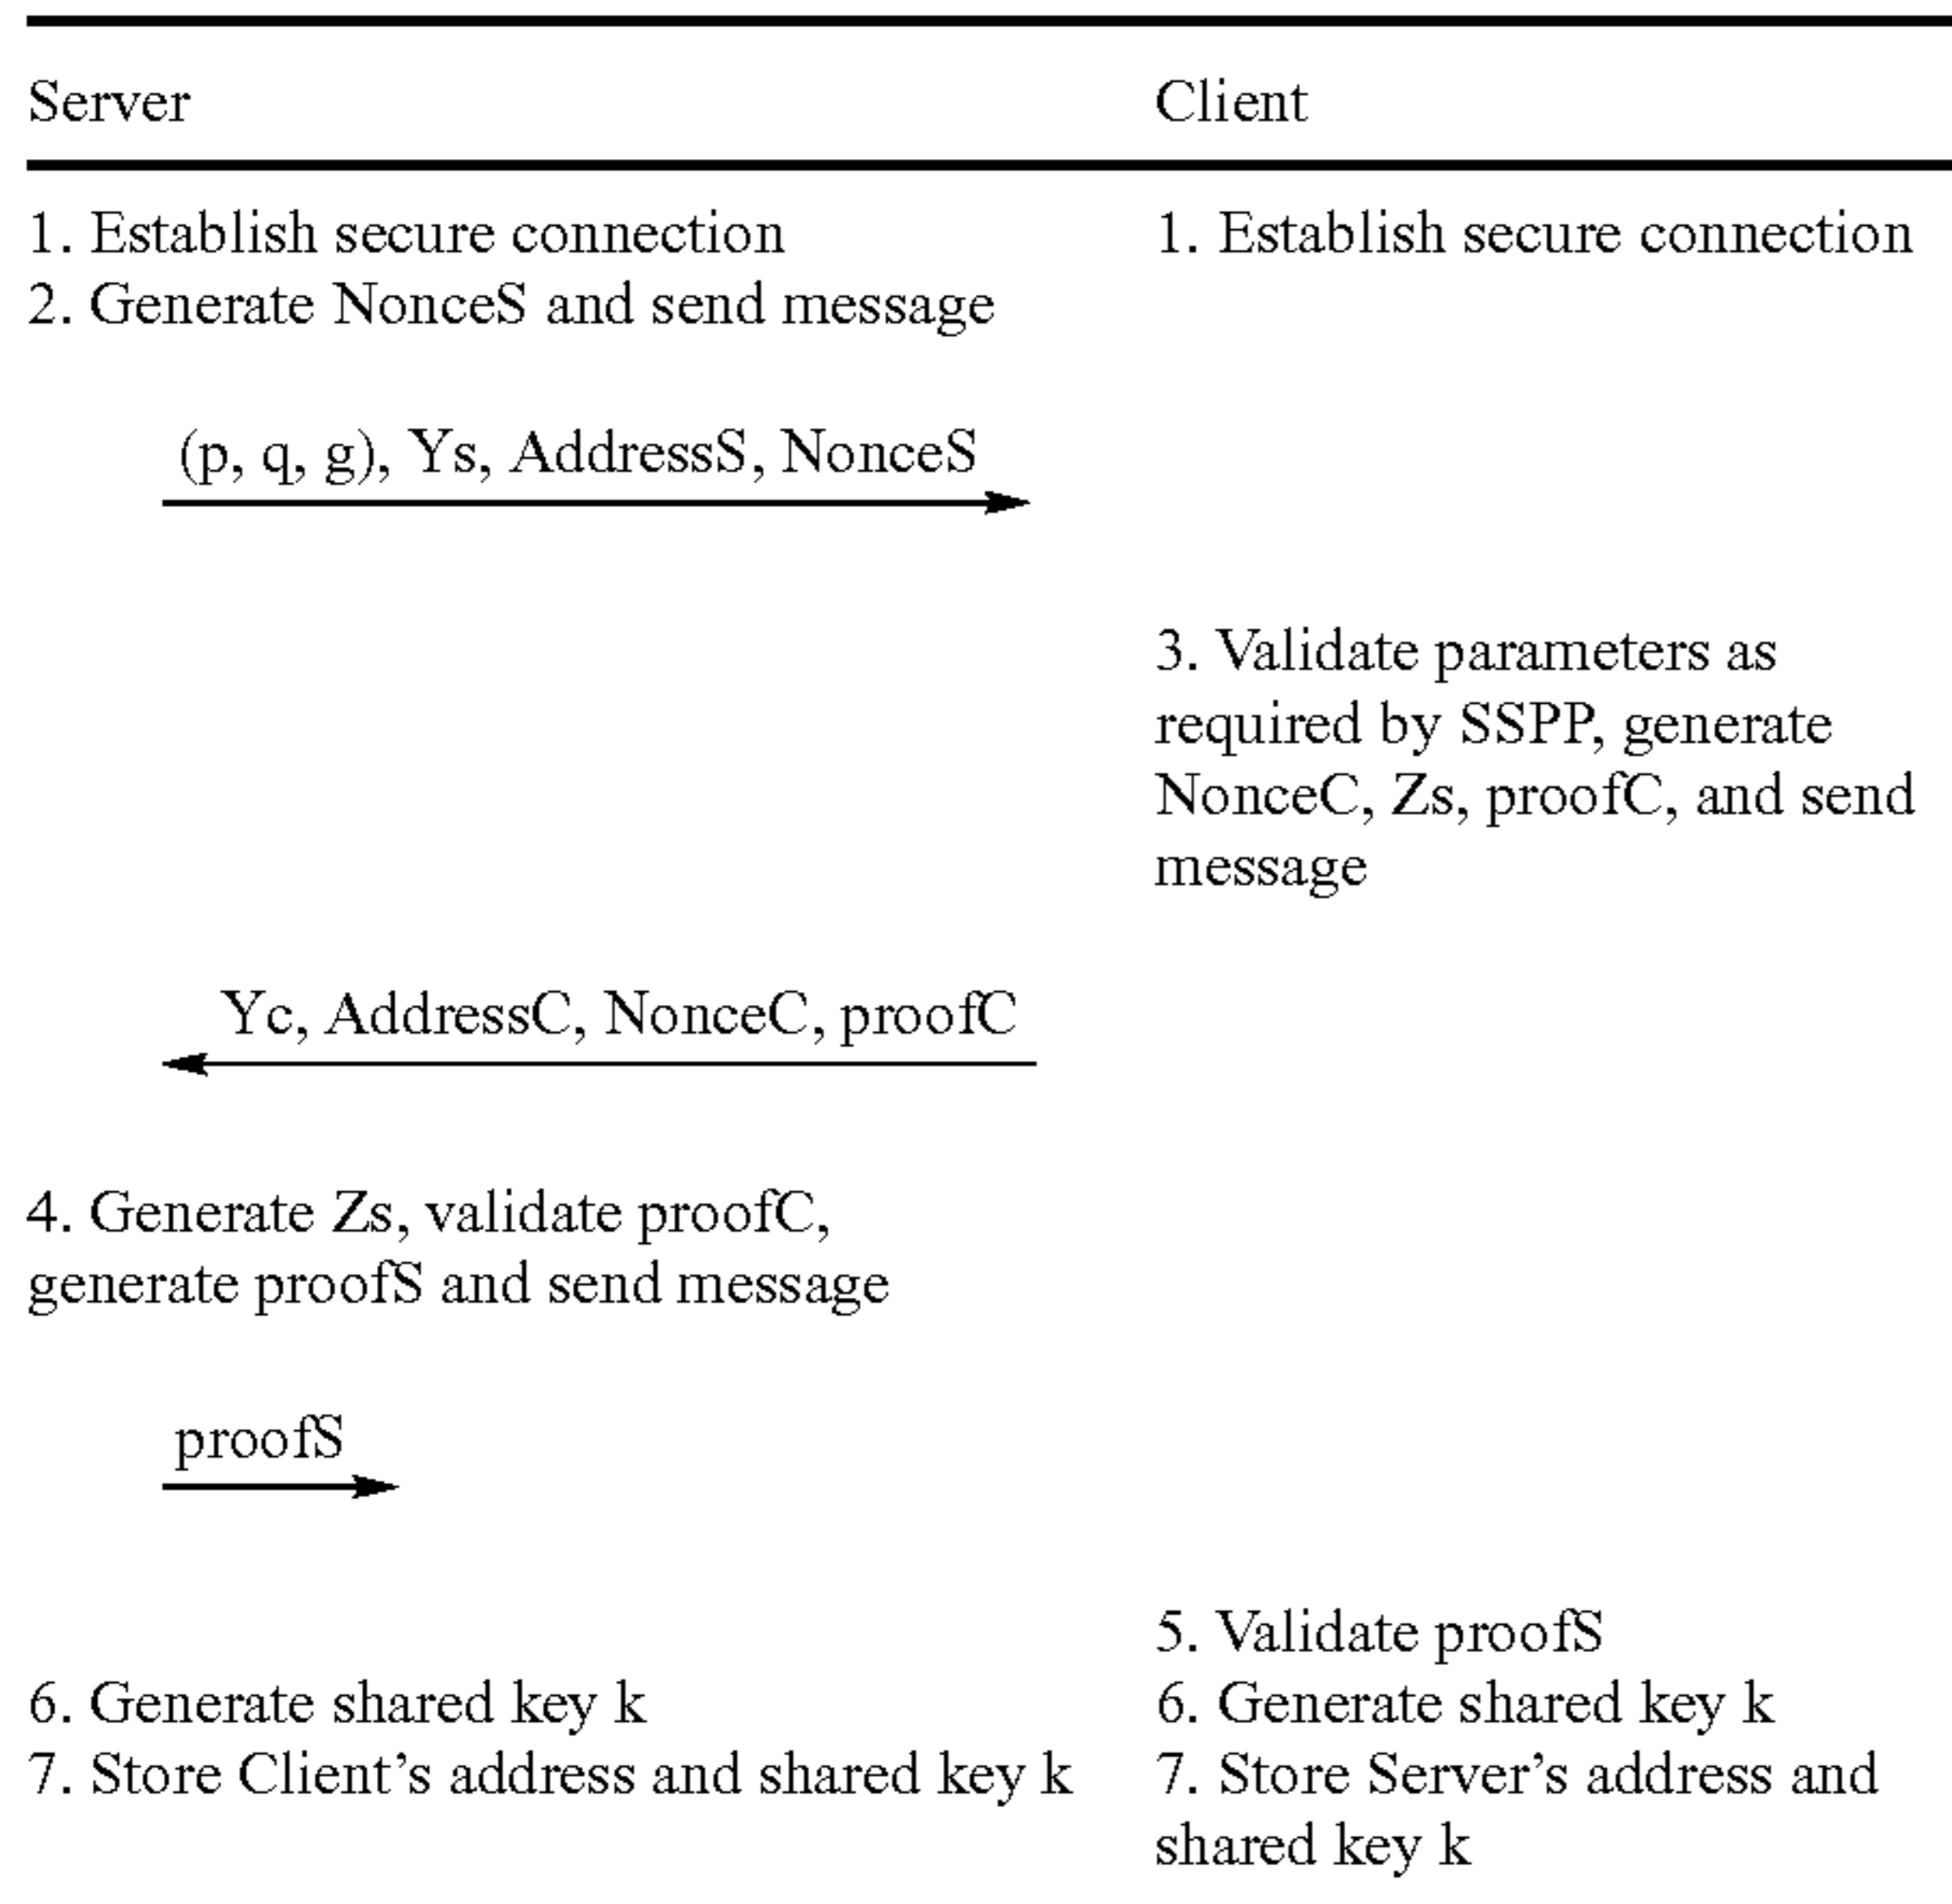 Server
Client
1. Establish secure connection
1. Establish secure connection
2. Generate NonceS and send message
(p, q, g), Ys, AddressS, NonceS
3. Validate parameters as
required by SSPP, generate
NonceC, Zs, proofC, and send
message
Yc, AddressC, NonceC, proofC
4. Generate Zs, validate proofC,
generate proofS and send message
proofS
5. Validate proofS
6. Generate shared key k
6. Generate shared key k
7. Store Client’s address and shared key k
7. Store Server’s address and
shared key k